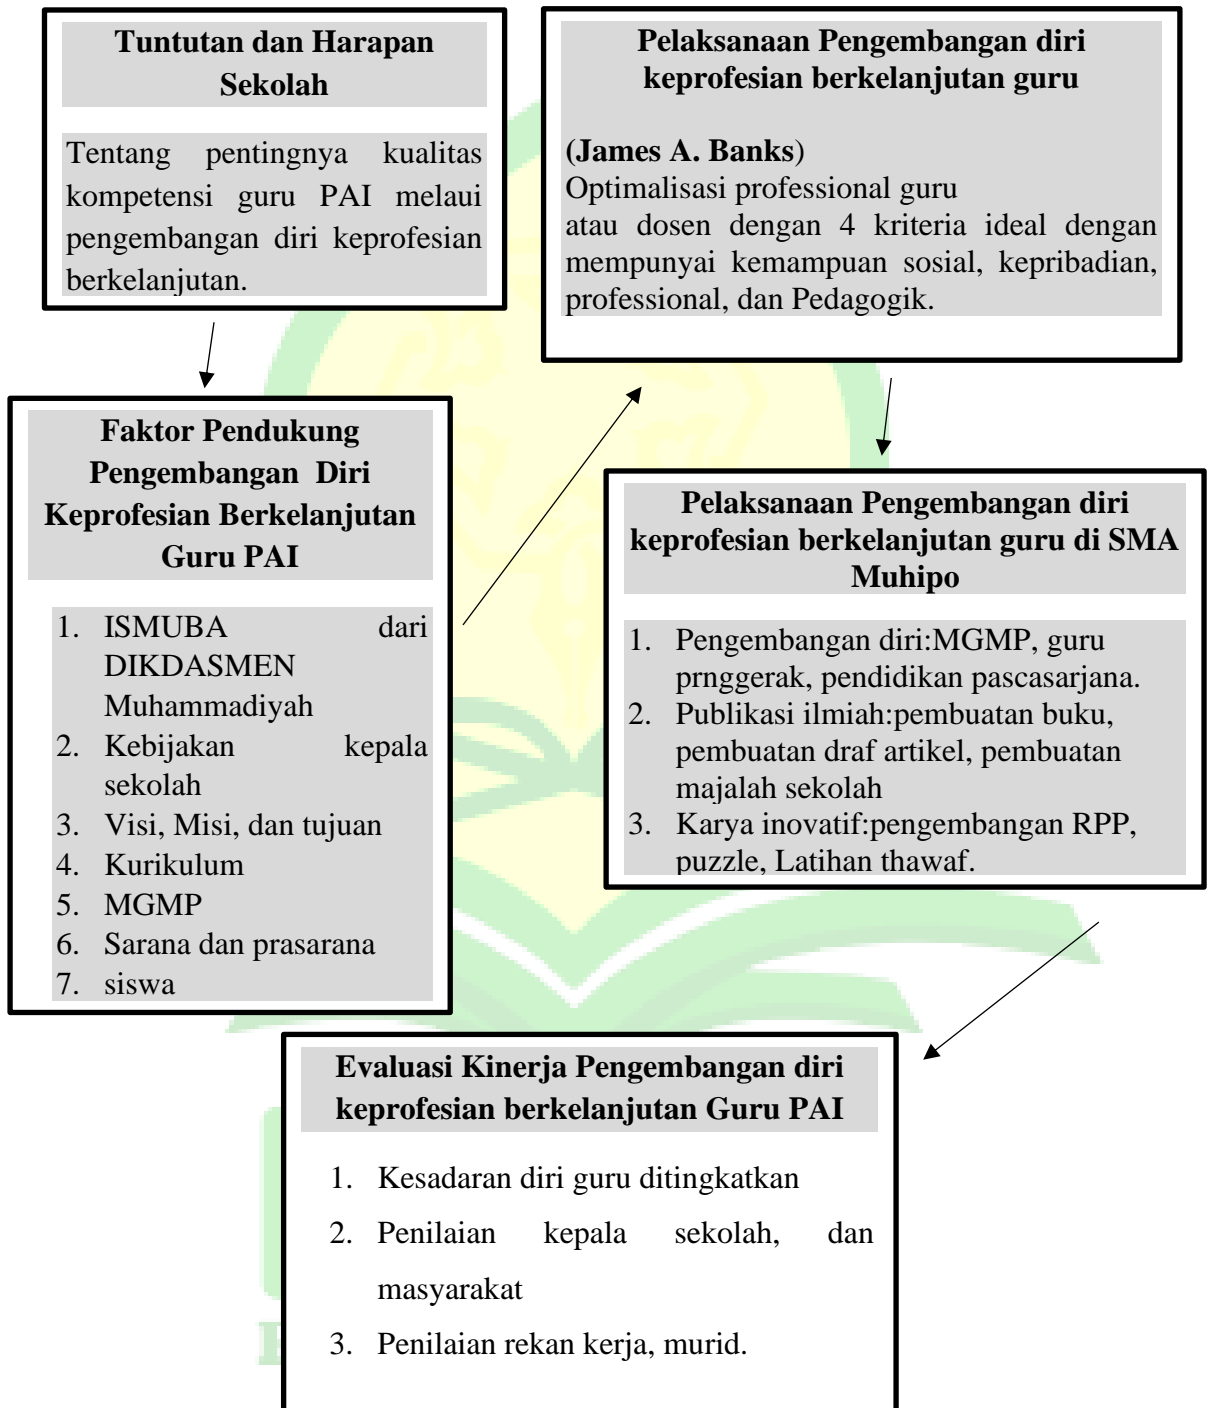 Tuntutan dan Harapan
Sekolah
Tentang pentingnya kualitas
kompetensi guru PAI melaui
pengembangan diri keprofesian
berkelanjutan.
Pelaksanaan Pengembangan diri
keprofesian berkelanjutan guru
(James A. Banks)
Optimalisasi professional guru
atau dosen dengan 4 kriteria ideal dengan
mempunyai kemampuan sosial, kepribadian,
professional, dan Pedagogik.
Faktor Pendukung
Pengembangan Diri
Keprofesian Berkelanjutan
Guru PAI
1. ISMUBA dari
DIKDASMEN
Muhammadiyah
2. Kebijakan kepala
sekolah
3. Visi, Misi, dan tujuan
4. Kurikulum
5. MGMP
6. Sarana dan prasarana
7. siswa
Pelaksanaan Pengembangan diri
keprofesian berkelanjutan guru di SMA
Muhipo
1. Pengembangan diri:MGMP, guru
prnggerak, pendidikan pascasarjana.
2. Publikasi ilmiah:pembuatan buku,
pembuatan draf artikel, pembuatan
majalah sekolah
3. Karya inovatif:pengembangan RPP,
puzzle, Latihan thawaf.
Evaluasi Kinerja Pengembangan diri
keprofesian berkelanjutan Guru PAI
1. Kesadaran diri guru ditingkatkan
2. Penilaian kepala sekolah, dan
masyarakat
3. Penilaian rekan kerja, murid.